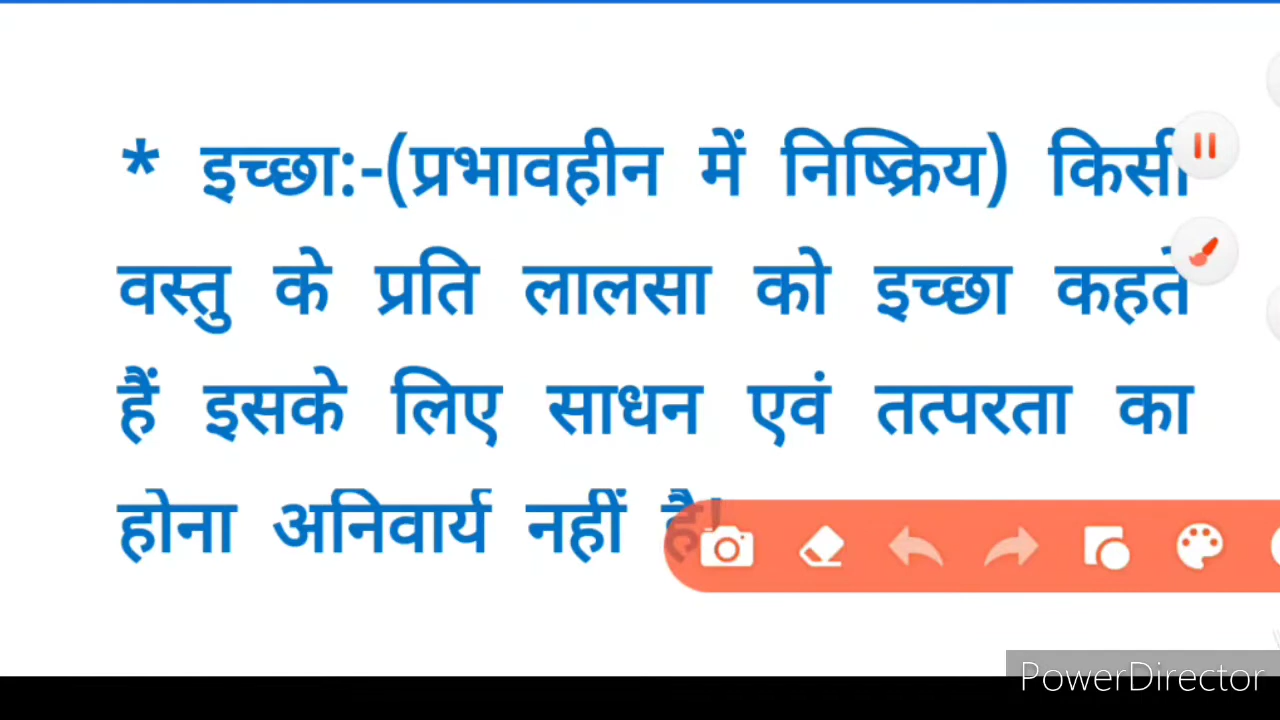 * इच्छा:-(प्रभावहीन में निष्क्रिय) किसी
वस्तु के प्रति लालसा को इच्छा कहते
हैं इसके लिए साधन एवं तत्परता का
होना अनिवार्य नहीं है!
PowerDirector